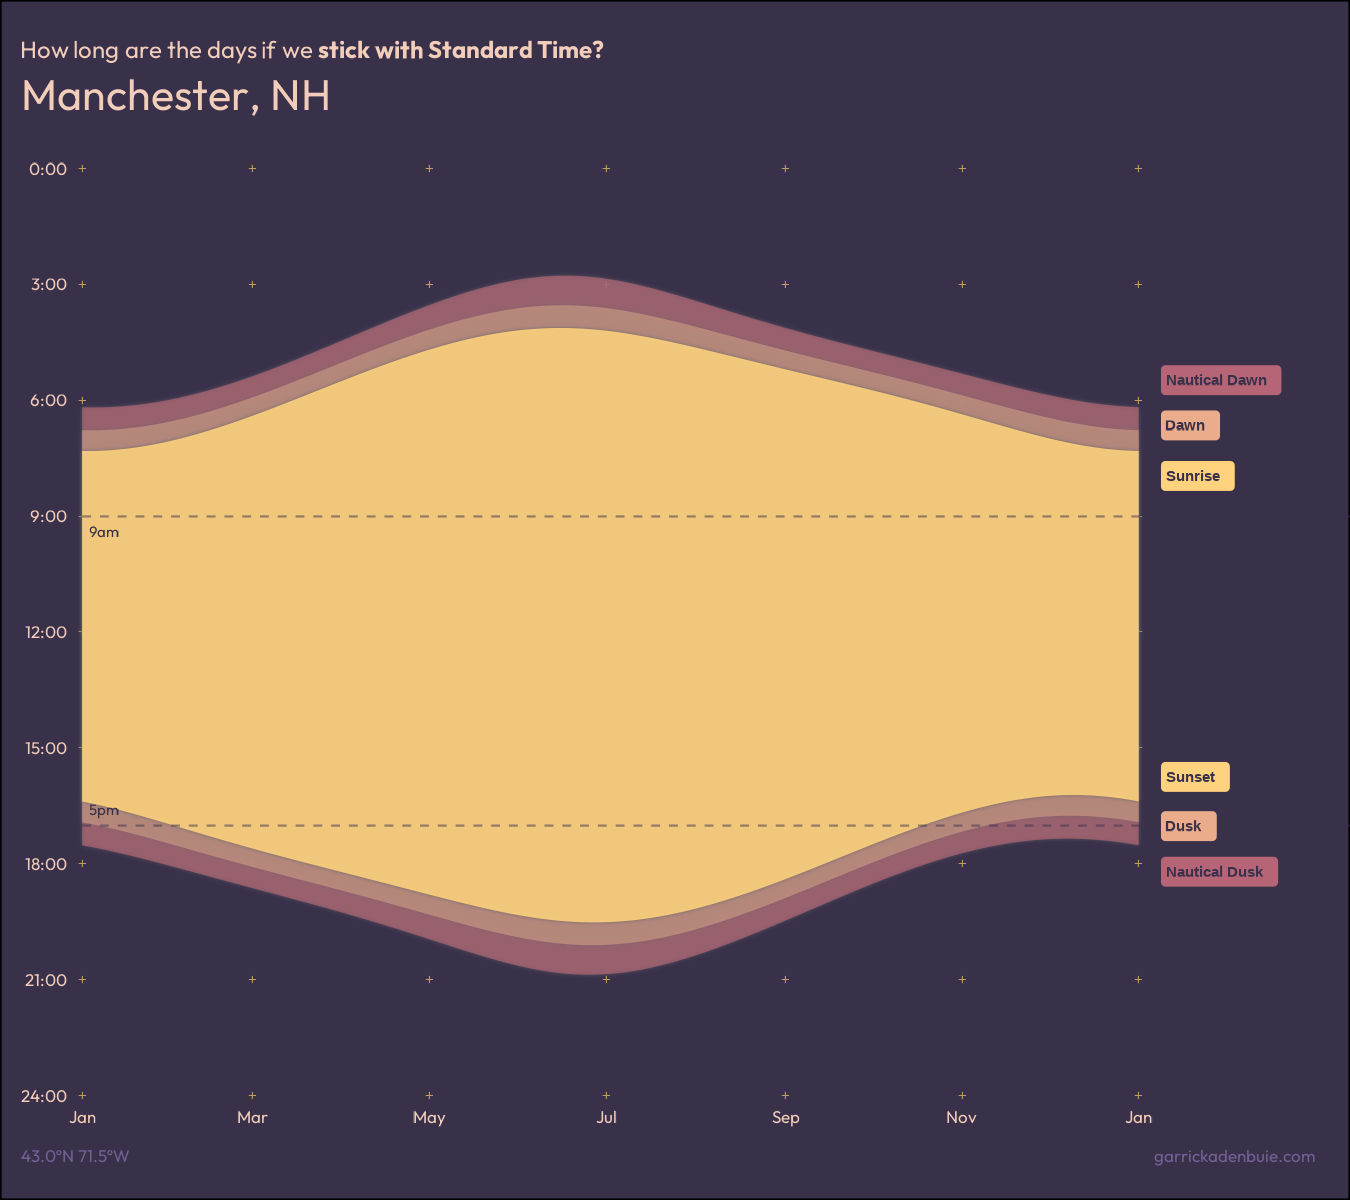 How long are the days if we stick with Standard Time?
Manchester, NH
0:00
3:00
6:00
9:00
12:00
15:00
18:00
21:00
24:00
9am
5pm
Nautical Dawn
Dawn
Sunrise
Sunset
Dusk
Nautical Dusk
Jan Mar May Jul Sep Nov Jan
43.0°N 71.5°W
garrickadenbuie.com